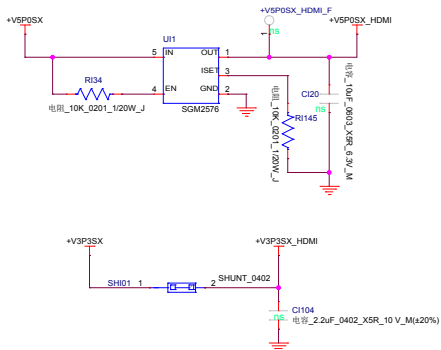 +V5P0SX_HDMI_F
+V5P0SX
+V5P0SX_HDMI
ns
1
UI1
5 IN OUT 1
ISET 3
RI34
4 EN GND 2
电阻_10K_0201_1/20W_J
SGM2576
电阻_10K_0201_1/20W_J
RI145
CI20
ns
电容_10uF_0603_X5R_6.3V_M
+V3P3SX
+V3P3SX_HDMI
SHI01 1 2 SHUNT_0402
CI104
ns
电容_2.2uF_0402_X5R_10 V_M(±20%)